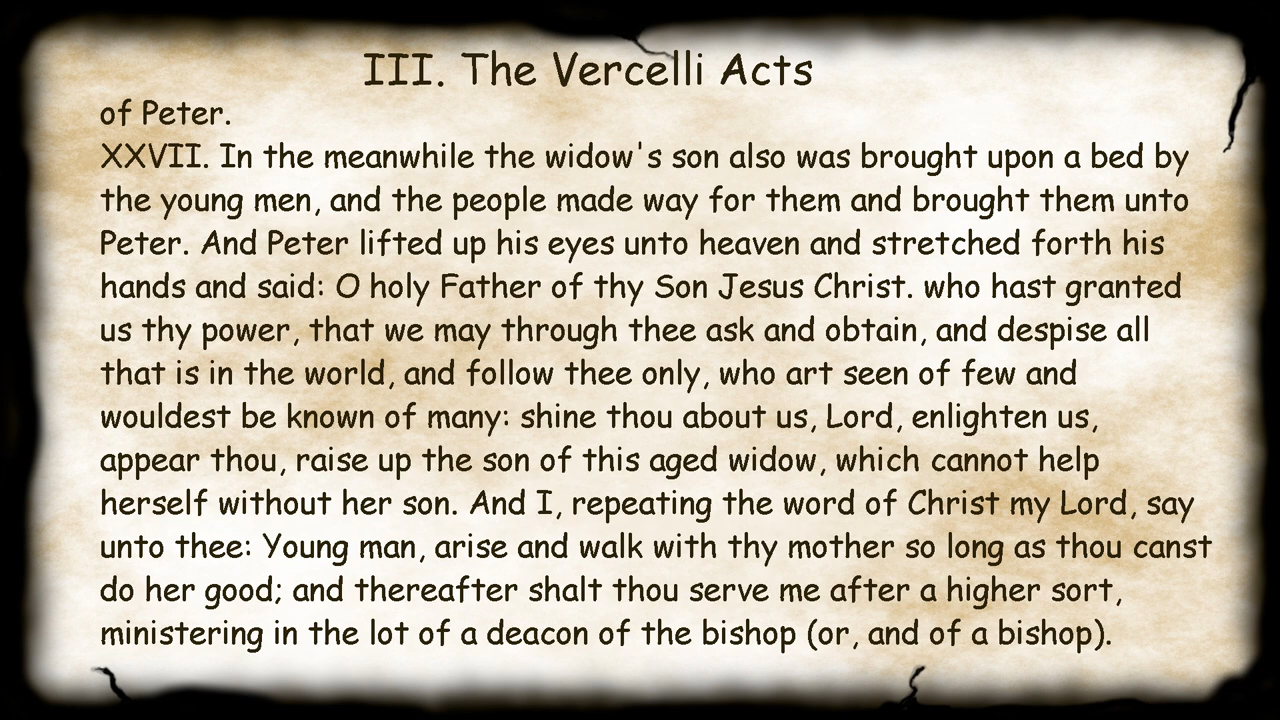 III. The Vercelli Acts
of Peter.
XXVII. In the meanwhile the widow's son also was brought upon a bed by
the young men, and the people made way for them and brought them unto
Peter. And Peter lifted up his eyes unto heaven and stretched forth his
hands and said: O holy Father of thy Son Jesus Christ. who hast granted
us thy power, that we may through thee ask and obtain, and despise all
that is in the world, and follow thee only, who art seen of few and
wouldest be known of many: shine thou about us, Lord, enlighten us,
appear thou, raise up the son of this aged widow, which cannot help
herself without her son. And I, repeating the word of Christ my Lord, say
unto thee: Young man, arise and walk with thy mother so long as thou canst
do her good; and thereafter shalt thou serve me after a higher sort,
ministering in the lot of a deacon of the bishop (or, and of a bishop).